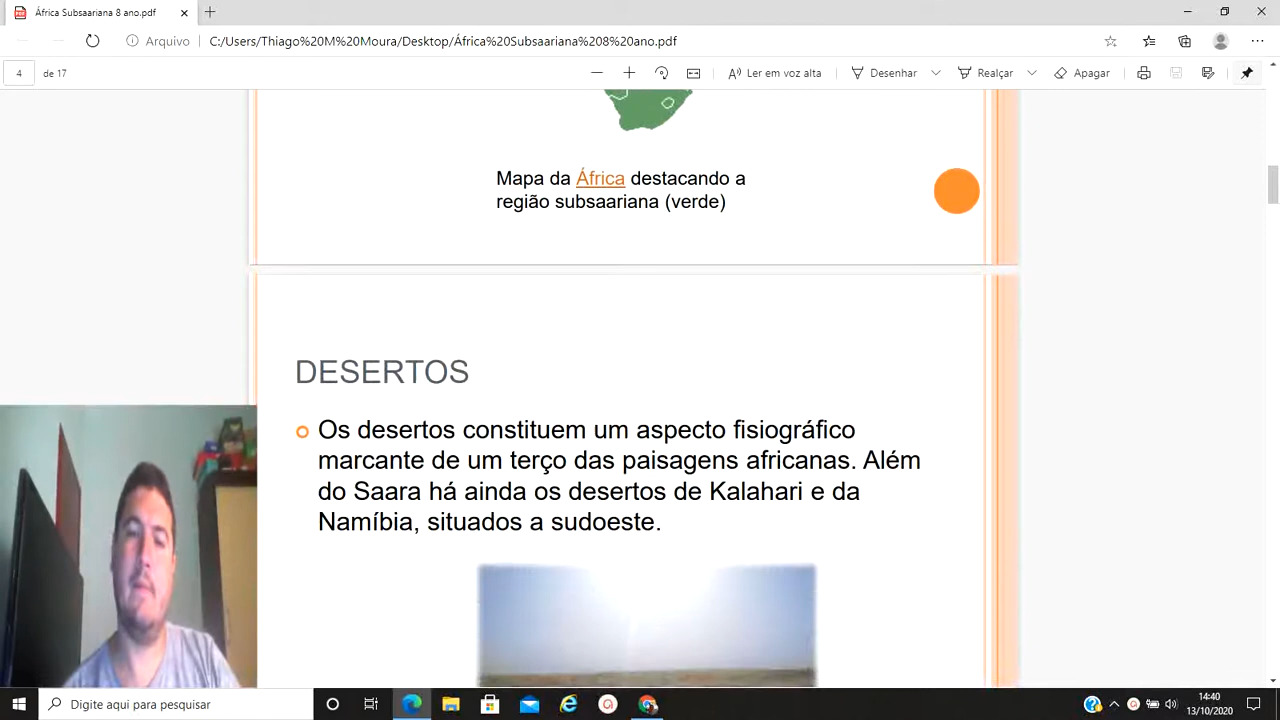 África Subsaariana 8 ano.pdf
Arquivo
C:/Users/Thiago%20M%20Moura/Desktop/África%20Subsaariana%208%20ano.pdf
4 de 17
Ler em voz alta
Desenhar
Realçar
Apagar
Mapa da África destacando a
região subsaariana (verde)
DESERTOS
Os desertos constituem um aspecto fisiográfico
marcante de um terço das paisagens africanas. Além
do Saara há ainda os desertos de Kalahari e da
Namíbia, situados a sudoeste.
Digite aqui para pesquisar
14:40
13/10/2020